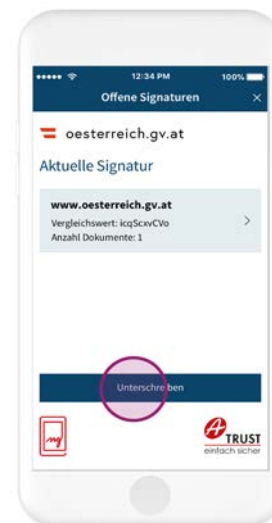 12:34 PM
100%
Offene Signaturen ×
oesterreich.gv.at
Aktuelle Signatur
www.oesterreich.gv.at
Vergleichswert: icqScxvCVo
Anzahl Dokumente: 1
Unterschreiben
A TRUST
einfach sicher